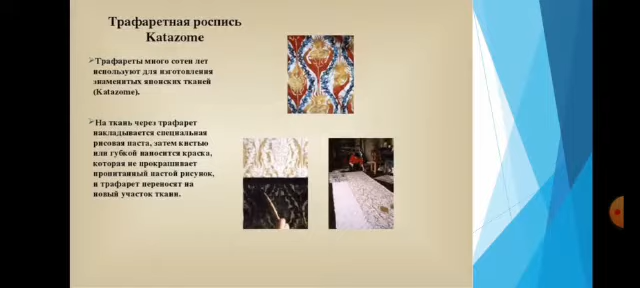 Трафаретная роспись
Katazome
Трафареты много сотен лет
используют для изготовления
знаменитых японских тканей
(Katazome).
На ткань через трафарет
накладывается специальная
рисовая паста, затем кистью
или губкой наносится краска,
которая не прокрашивает
пропитанный пастой рисунок,
и трафарет переносят на
новый участок ткани.